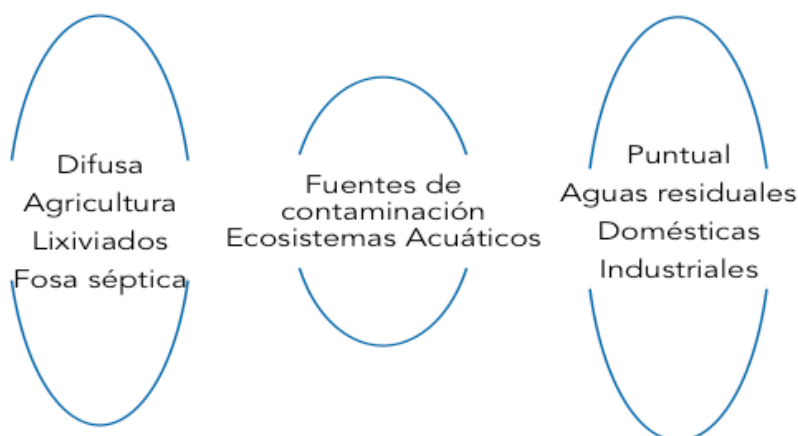 Difusa
Agricultura
Lixiviados
Fosa séptica
Fuentes de
contaminación
Ecosistemas Acuáticos
Puntual
Aguas residuales
Domésticas
Industriales